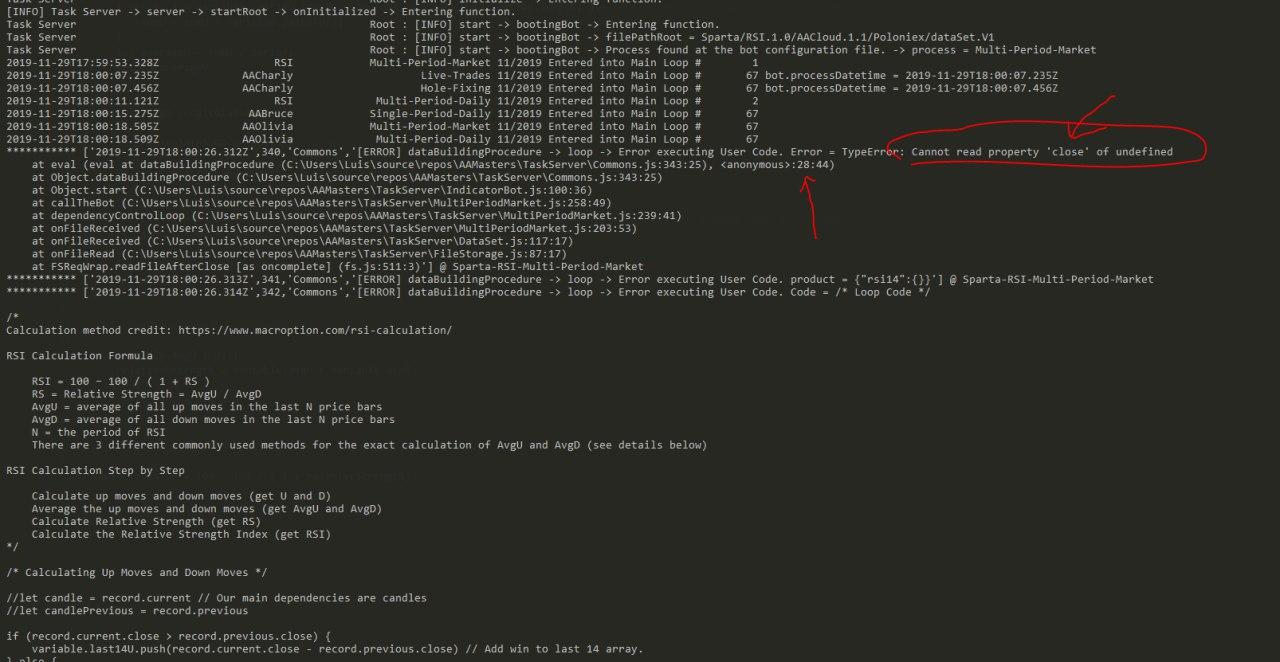 [INFO] Task Server -> server -> startRoot -> onInitialized -> Entering function.
Task Server Root : [INFO] start -> bootingBot -> Entering function.
Task Server Root : [INFO] start -> bootingBot -> filePathRoot = Sparta/RSI.1.0/AACloud.1.1/Poloniex/dataSet.V1
Task Server Root : [INFO] start -> bootingBot -> Process found at the bot configuration file. -> process = Multi-Period-Market
2019-11-29T17:59:53.328Z RSI Multi-Period-Market 11/2019 Entered into Main Loop # 1
2019-11-29T18:00:07.235Z AACharly Live-Trades 11/2019 Entered into Main Loop # 67 bot.processDatetime = 2019-11-29T18:00:07.235Z
2019-11-29T18:00:07.456Z AACharly Hole-Fixing 11/2019 Entered into Main Loop # 67 bot.processDatetime = 2019-11-29T18:00:07.456Z
2019-11-29T18:00:11.121Z RSI Multi-Period-Daily 11/2019 Entered into Main Loop # 2
2019-11-29T18:00:15.275Z AABruce Single-Period-Daily 11/2019 Entered into Main Loop # 67
2019-11-29T18:00:18.505Z AAOlivia Multi-Period-Market 11/2019 Entered into Main Loop # 67
2019-11-29T18:00:18.509Z AAOlivia Multi-Period-Daily 11/2019 Entered into Main Loop # 67
*********** ['2019-11-29T18:00:26.312Z',340,'Commons','[ERROR] dataBuildingProcedure -> loop -> Error executing User Code. Error = TypeError: Cannot read property 'close' of undefined
at eval (eval at dataBuildingProcedure (C:\Users\Luis\source\repos\AAMasters\TaskServer\Commons.js:343:25), <anonymous>:28:44)
at Object.dataBuildingProcedure (C:\Users\Luis\source\repos\AAMasters\TaskServer\Commons.js:343:25)
at Object.start (C:\Users\Luis\source\repos\AAMasters\TaskServer\IndicatorBot.js:100:36)
at callTheBot (C:\Users\Luis\source\repos\AAMasters\TaskServer\MultiPeriodMarket.js:258:49)
at dependencyControlLoop (C:\Users\Luis\source\repos\AAMasters\TaskServer\MultiPeriodMarket.js:239:41)
at onFileReceived (C:\Users\Luis\source\repos\AAMasters\TaskServer\MultiPeriodMarket.js:203:53)
at onFileReceived (C:\Users\Luis\source\repos\AAMasters\TaskServer\DataSet.js:117:17)
at onFileRead (C:\Users\Luis\source\repos\AAMasters\TaskServer\FileStorage.js:87:17)
at FSReqWrap.readFileAfterClose [as oncomplete] (fs.js:511:3)'] @ Sparta-RSI-Multi-Period-Market
*********** ['2019-11-29T18:00:26.313Z',341,'Commons','[ERROR] dataBuildingProcedure -> loop -> Error executing User Code. product = {"rsi14":{}}'] @ Sparta-RSI-Multi-Period-Market
*********** ['2019-11-29T18:00:26.314Z',342,'Commons','[ERROR] dataBuildingProcedure -> loop -> Error executing User Code. Code = /* Loop Code */
/*
Calculation method credit: https://www.macroption.com/rsi-calculation/
RSI Calculation Formula
RSI = 100 – 100 / ( 1 + RS )
RS = Relative Strength = AvgU / AvgD
AvgU = average of all up moves in the last N price bars
AvgD = average of all down moves in the last N price bars
N = the period of RSI
There are 3 different commonly used methods for the exact calculation of AvgU and AvgD (see details below)
RSI Calculation Step by Step
Calculate up moves and down moves (get U and D)
Average the up moves and down moves (get AvgU and AvgD)
Calculate Relative Strength (get RS)
Calculate the Relative Strength Index (get RSI)
*/
/* Calculating Up Moves and Down Moves */
//let candle = record.current // Our main dependencies are candles
//let candlePrevious = record.previous
if (record.current.close > record.previous.close) {
variable.last14U.push(record.current.close - record.previous.close) // Add win to last 14 array.
} else {